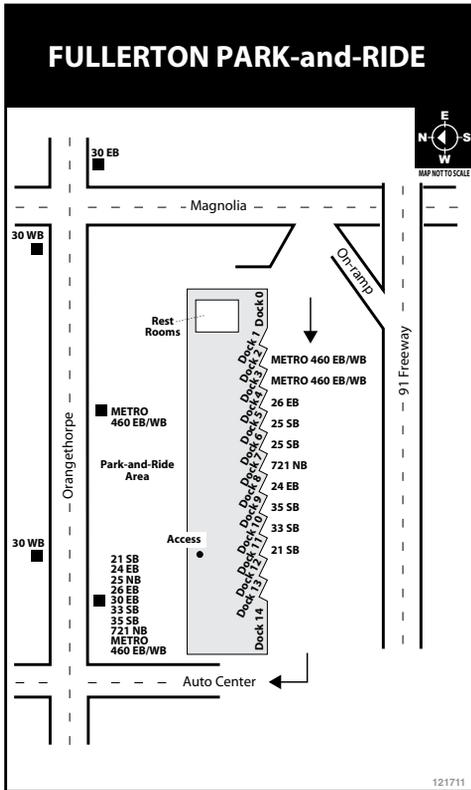 FULLERTON PARK-and-RIDE
E
N
S
W
MAP NOT TO SCALE
30 EB
Magnolia
30 WB
On-ramp
Rest
Rooms
Dock 0
Dock 1
Dock 2
METRO 460 EB/WB
Dock 3
METRO 460 EB/WB
Dock 4
26 EB
Dock 5
25 SB
Dock 6
25 SB
Dock 7
721 NB
Dock 8
24 EB
Dock 9
35 SB
Dock 10
33 SB
Dock 11
21 SB
Dock 12
Dock 13
Dock 14
91 Freeway
METRO
460 EB/WB
Orangethorpe
Park-and-Ride
Area
Access
30 WB
21 SB
24 EB
25 NB
26 EB
30 EB
33 SB
35 SB
721 NB
METRO
460 EB/WB
Auto Center
121711